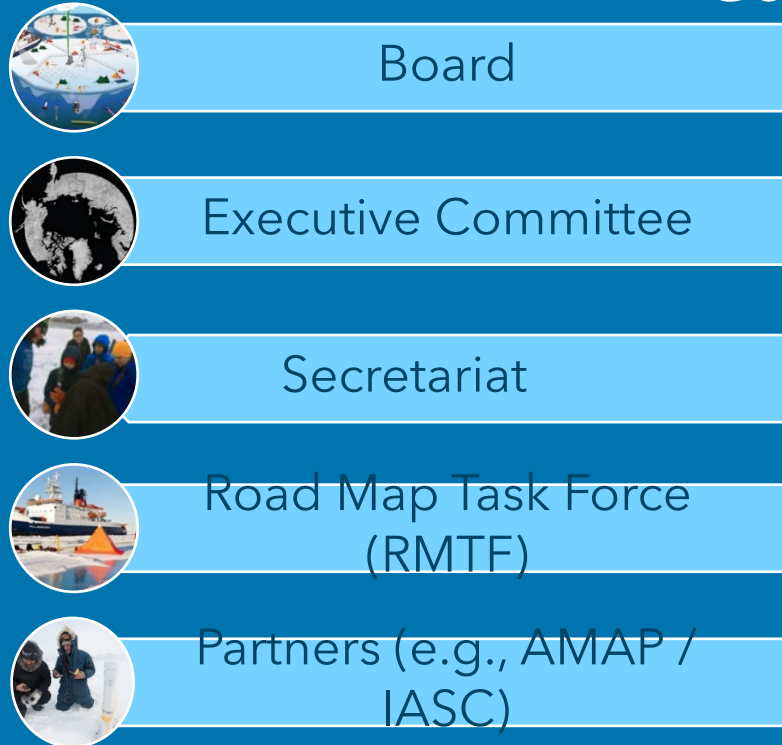 Board
Executive Committee
Secretariat
Road Map Task Force
(RMTF)
Partners (e.g., AMAP /
IASC)